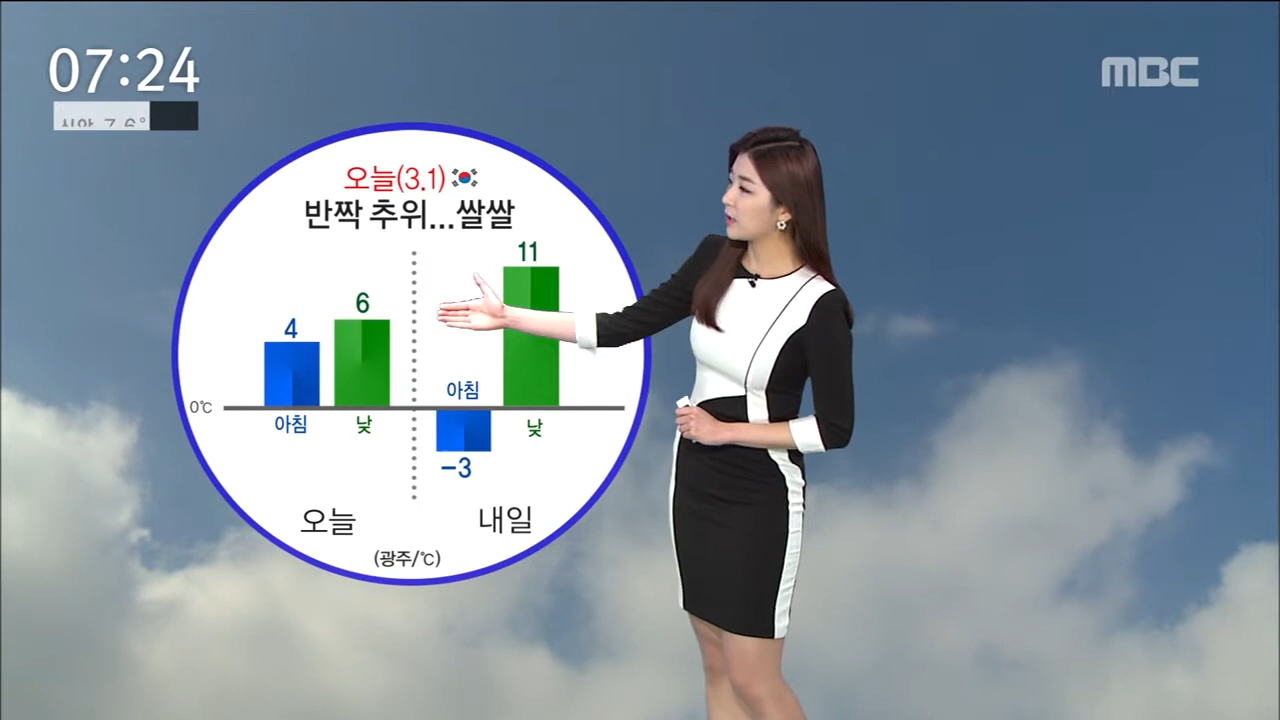 07:24
MBC
오늘(3.1)
반짝 추위...쌀쌀
11
6
4
아침
0℃
아침
낮
낮
-3
오늘
내일
(광주/℃)